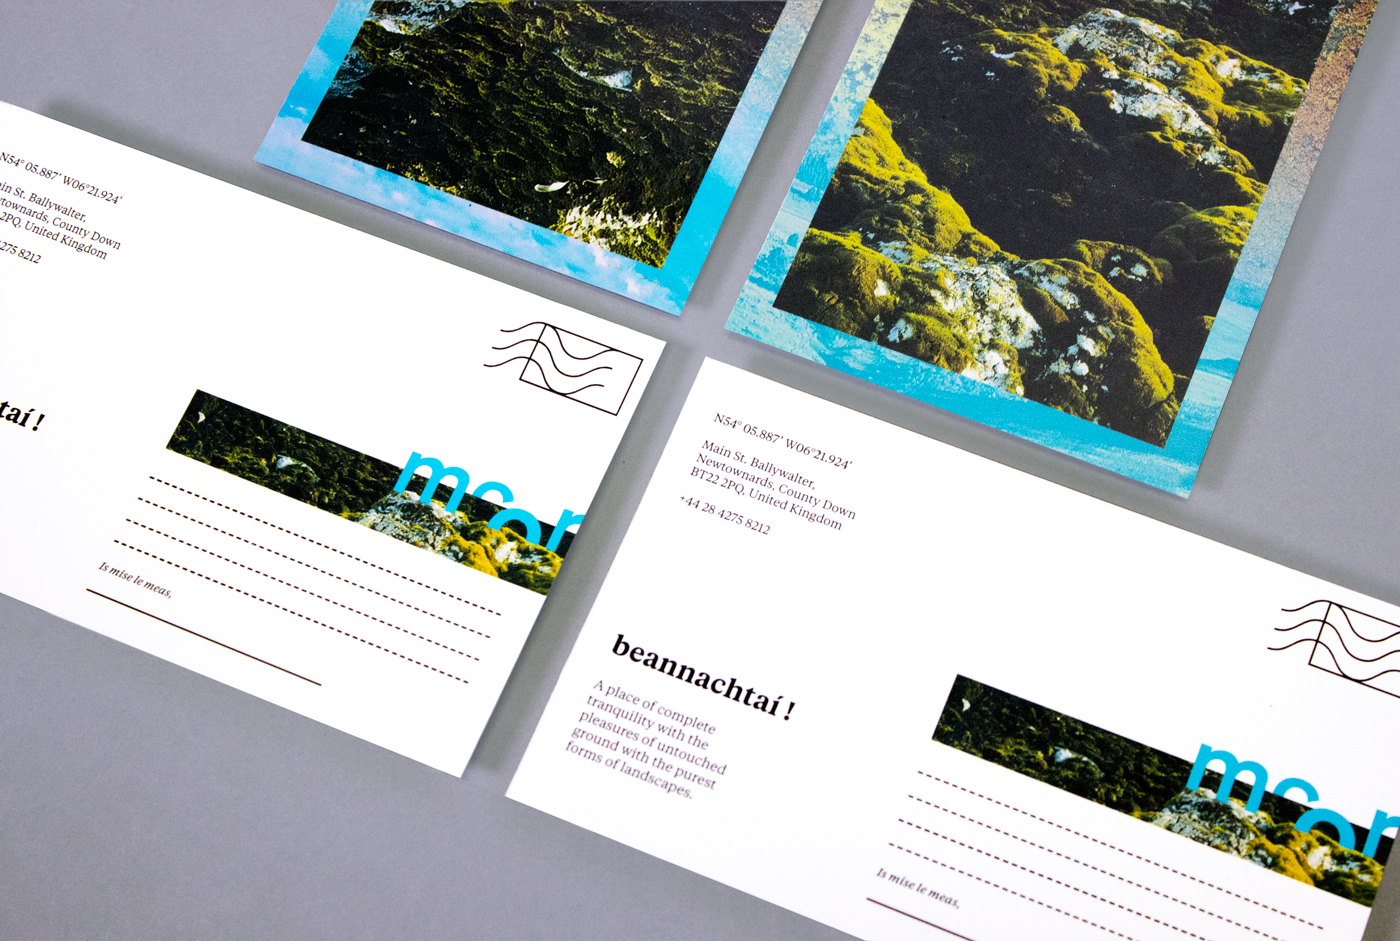 N54° 05.887' W06°21.924'
ain St. Ballywalter,
townards, County Down
2PQ, United Kingdom
4275 8212
taí!
mcor
Is mise le meas,
N54° 05.887' W06°21.924'
Main St. Ballywalter,
Newtownards, County Down
BT22 2PQ, United Kingdom
+44 28 4275 8212
beannachtaí!
A place of complete
tranquility with the
pleasures of untouched
ground with the purest
forms of landscapes.
mcor
Is mise le meas,